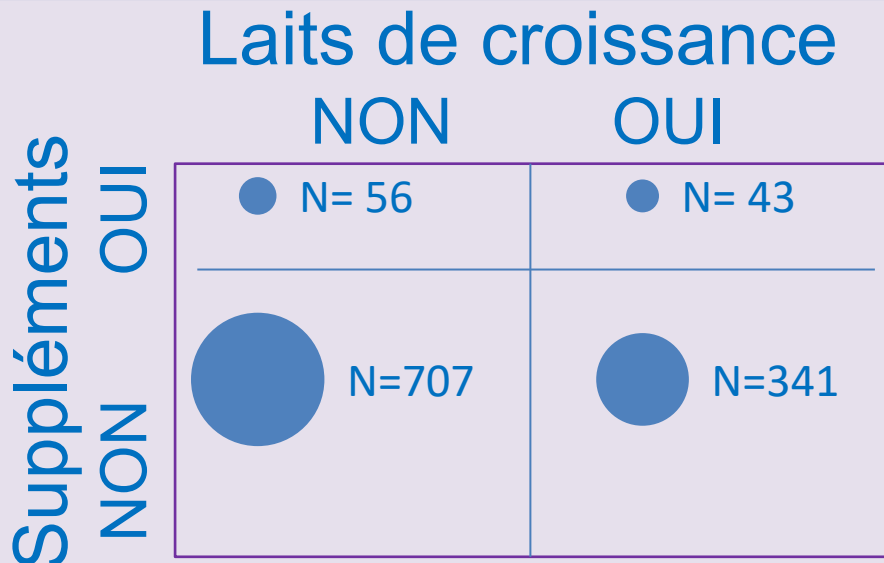 Laits de croissance
NON OUI
Suppléments
OUI
N= 56
N= 43
NON
N=707
N=341